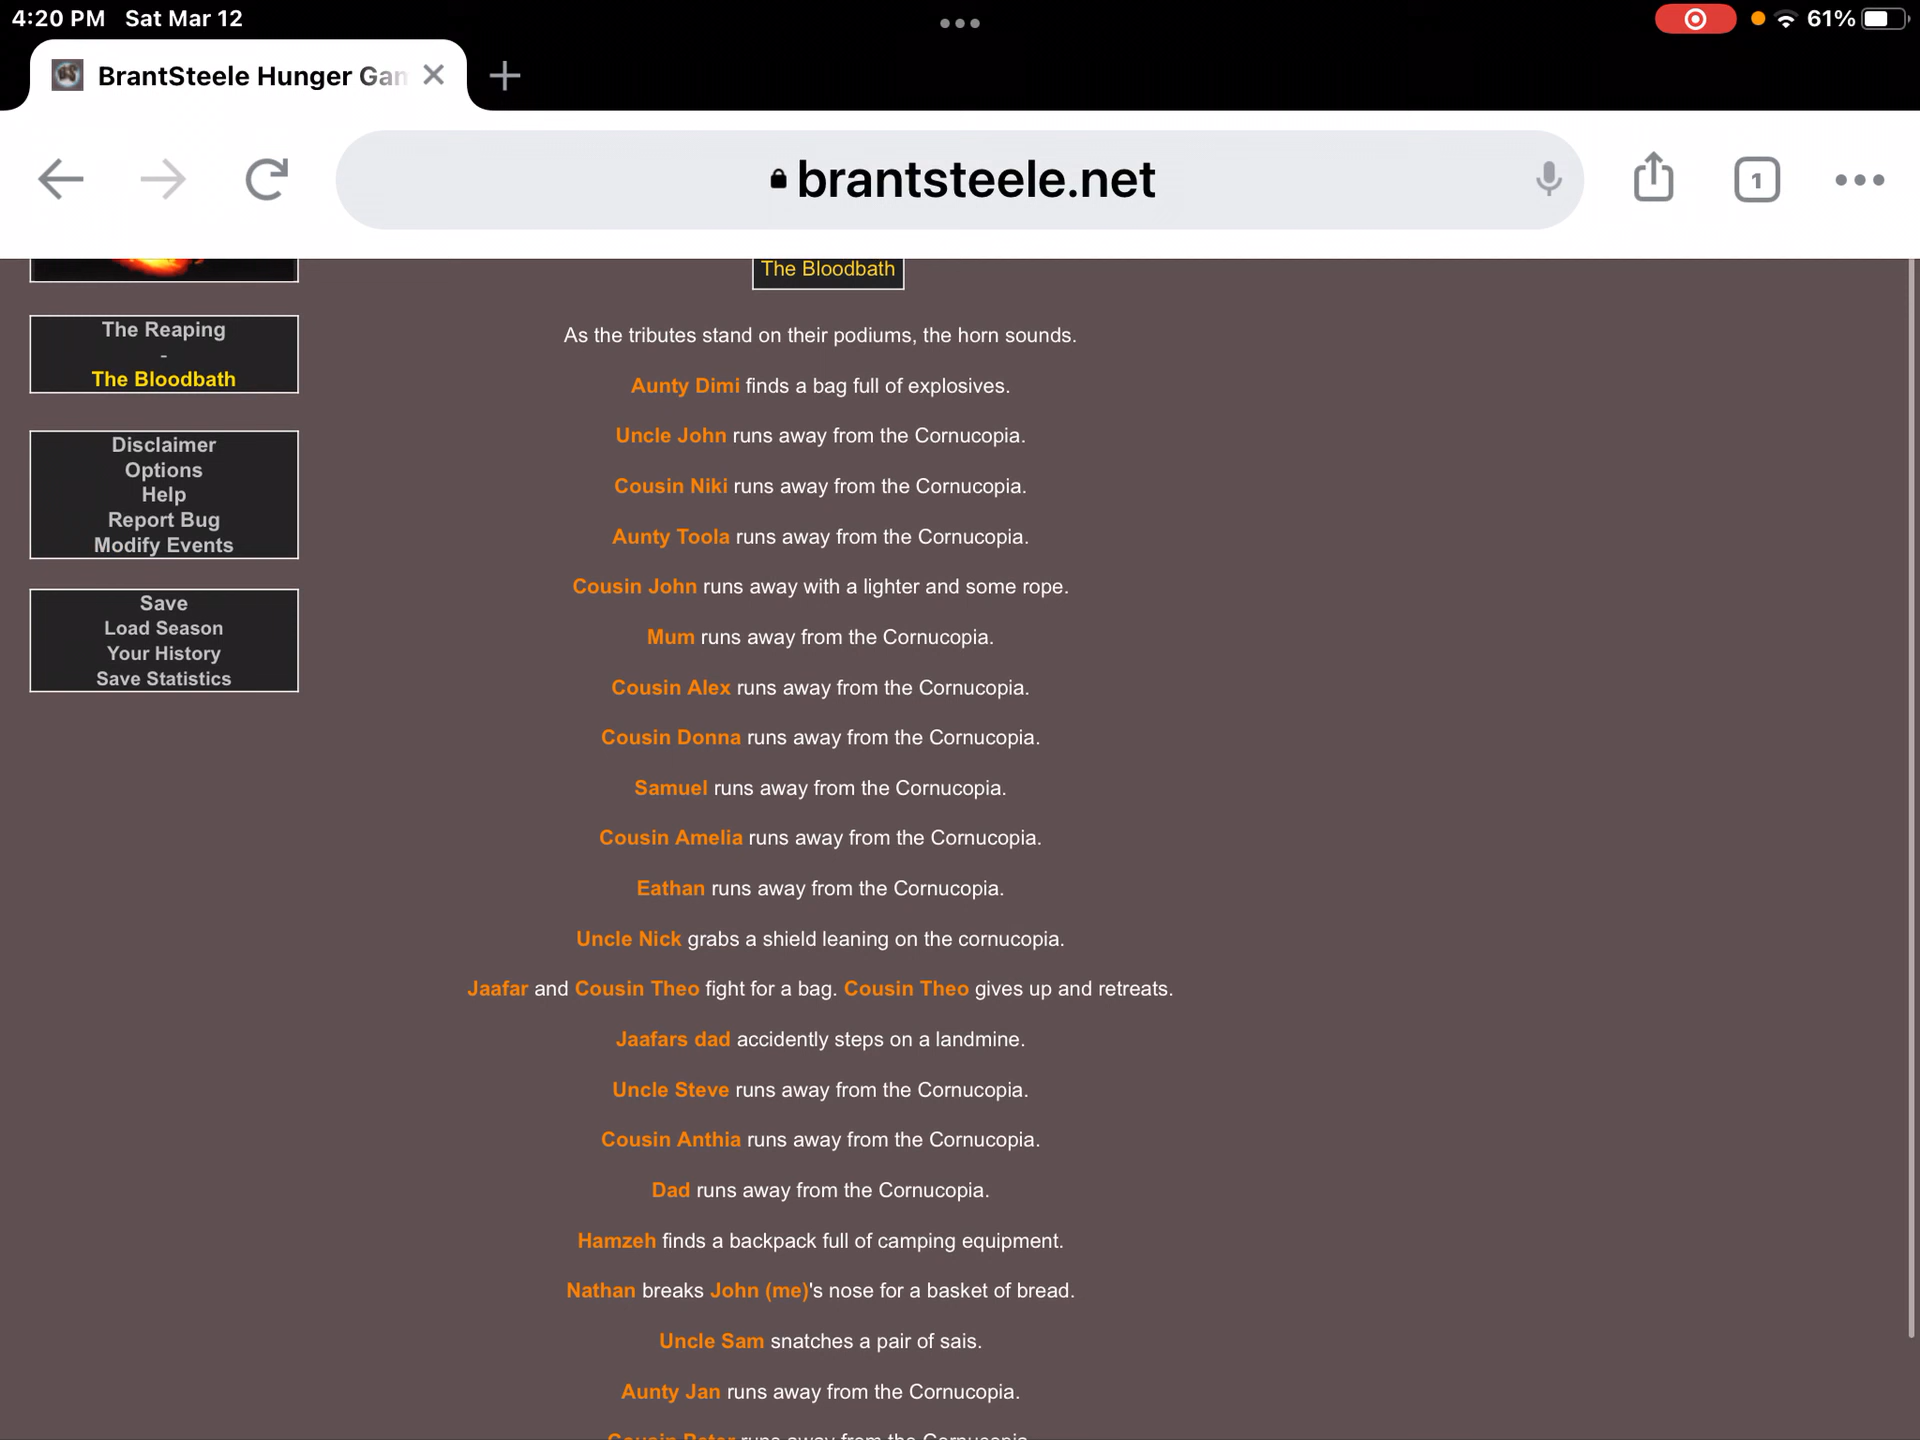 4:20 PM Sat Mar 12
61%
BrantSteele Hunger Gam
brantsteele.net
1
The Bloodbath
The Reaping
-
The Bloodbath
Disclaimer
Options
Help
Report Bug
Modify Events
Save
Load Season
Your History
Save Statistics
As the tributes stand on their podiums, the horn sounds.
Aunty Dimi finds a bag full of explosives.
Uncle John runs away from the Cornucopia.
Cousin Niki runs away from the Cornucopia.
Aunty Toola runs away from the Cornucopia.
Cousin John runs away with a lighter and some rope.
Mum runs away from the Cornucopia.
Cousin Alex runs away from the Cornucopia.
Cousin Donna runs away from the Cornucopia.
Samuel runs away from the Cornucopia.
Cousin Amelia runs away from the Cornucopia.
Eathan runs away from the Cornucopia.
Uncle Nick grabs a shield leaning on the cornucopia.
Jaafar and Cousin Theo fight for a bag. Cousin Theo gives up and retreats.
Jaafars dad accidently steps on a landmine.
Uncle Steve runs away from the Cornucopia.
Cousin Anthia runs away from the Cornucopia.
Dad runs away from the Cornucopia.
Hamzeh finds a backpack full of camping equipment.
Nathan breaks John (me)'s nose for a basket of bread.
Uncle Sam snatches a pair of sais.
Aunty Jan runs away from the Cornucopia.
Cousin Peter runs away from the Cornucopia